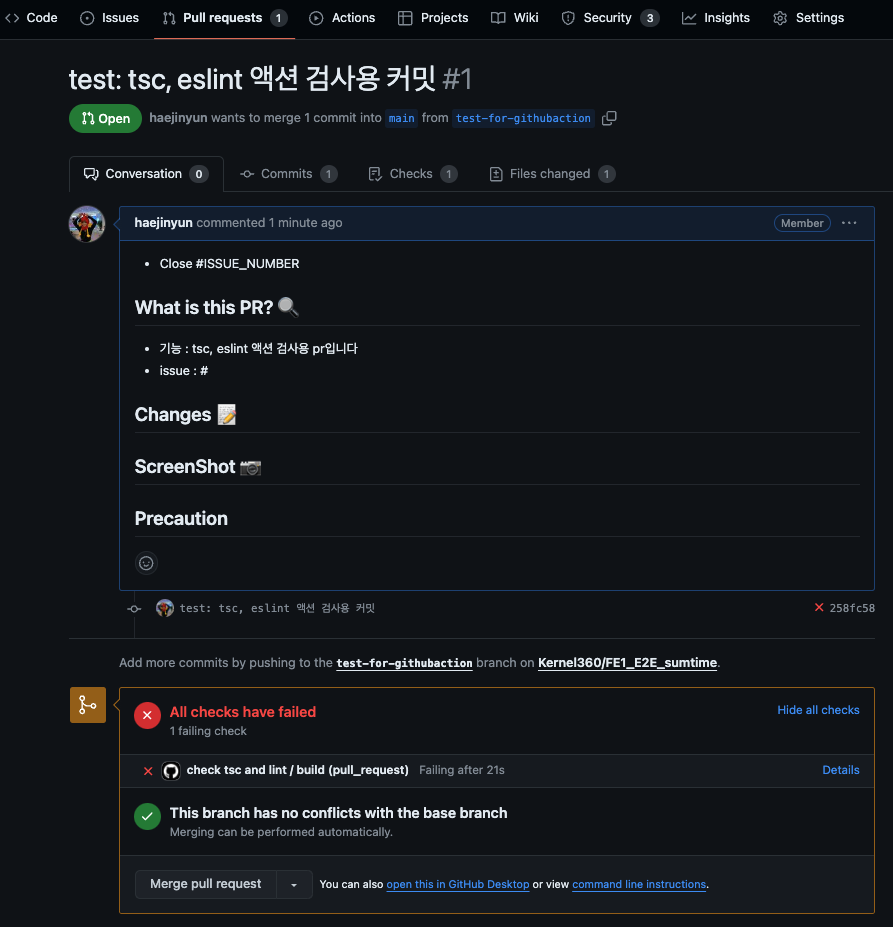 Code Issues Pull requests 1 Actions Projects Wiki Security 3 Insights Settings
test: tsc, eslint 액션 검사용 커밋 #1
Open haejinyun wants to merge 1 commit into main from test-for-githubaction
Conversation 0 Commits 1 Checks 1 Files changed 1
haejinyun commented 1 minute ago Member
• Close #ISSUE_NUMBER
What is this PR? 🔍
• 기능 : tsc, eslint 액션 검사용 pr입니다
• issue : #
Changes 📝
ScreenShot 📷
Precaution
test: tsc, eslint 액션 검사용 커밋 258fc58
Add more commits by pushing to the test-for-githubaction branch on Kernel360/FE1_E2E_sumtime.
All checks have failed Hide all checks
1 failing check
check tsc and lint / build (pull_request) Failing after 21s Details
This branch has no conflicts with the base branch
Merging can be performed automatically.
Merge pull request You can also open this in GitHub Desktop or view command line instructions.